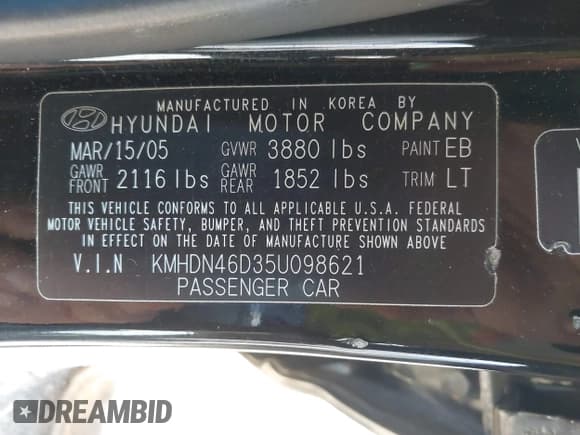 MANUFACTURED IN KOREA BY
HYUNDAI MOTOR COMPANY
MAR/15/05 GVWR 3880 lbs PAINT EB
GAWR FRONT 2116 lbs GAWR REAR 1852 lbs TRIM LT
THIS VEHICLE CONFORMS TO ALL APPLICABLE U.S.A. FEDERAL
MOTOR VEHICLE SAFETY, BUMPER, AND THEFT PREVENTION STANDARDS
IN EFFECT ON THE DATE OF MANUFACTURE SHOWN ABOVE
V.I.N KMHDN46D35U098621
PASSENGER CAR
DREAMBID